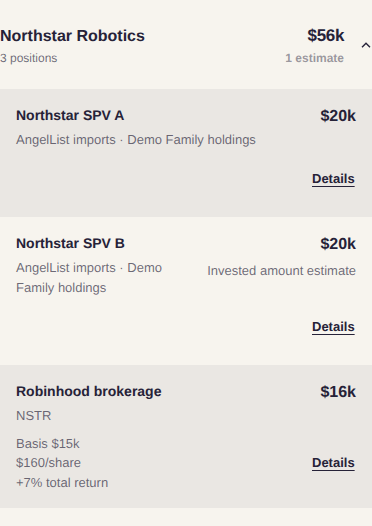 Northstar Robotics $56k
3 positions 1 estimate
Northstar SPV A $20k
AngelList imports · Demo Family holdings
Details
Northstar SPV B $20k
AngelList imports · Demo Invested amount estimate
Family holdings
Details
Robinhood brokerage $16k
NSTR
Basis $15k
$160/share Details
+7% total return